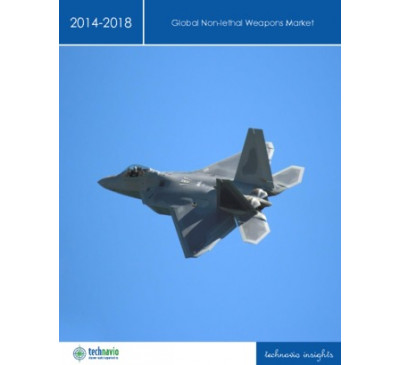 2014-2018
Global Non-lethal Weapons Market
technavio
technavio insights